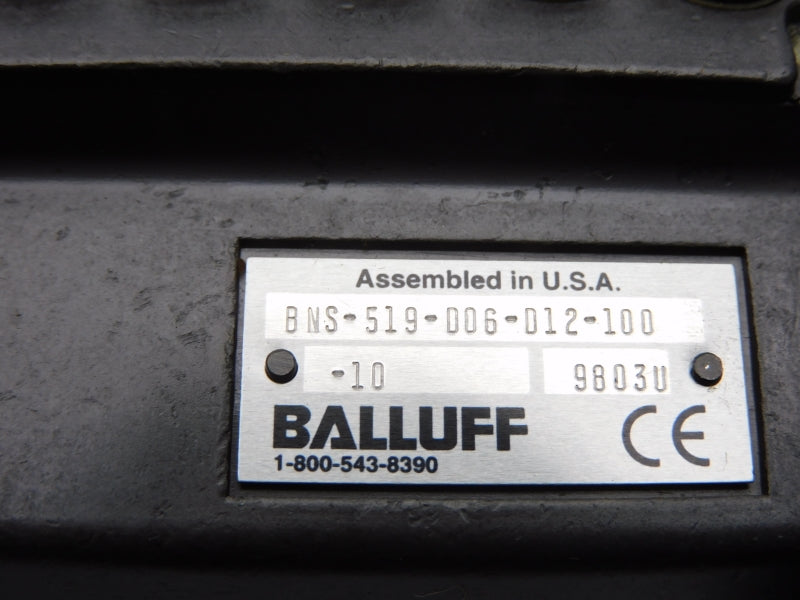 Assembled in U.S.A.
BNS-519-D06-D12-100
-10 9803U
BALLUFF CE
1-800-543-8390